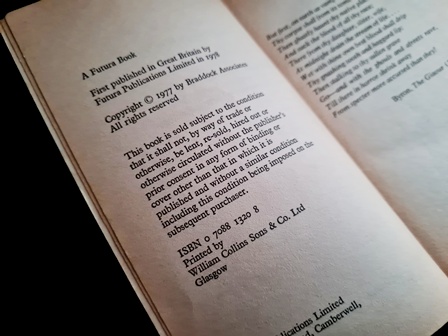 A Futura Book
First published in Great Britain by
Futura Publications Limited in 1978
Copyright © 1977 by Braddock Associates
All rights reserved
This book is sold subject to the condition
that it shall not, by way of trade or
otherwise, be lent, re-sold, hired out or
otherwise circulated without the publisher's
prior consent in any form of binding or
cover other than that in which it is
published and without a similar condition
including this condition being imposed on the
subsequent purchaser.
ISBN 0 7088 1320 8
Printed by
William Collins Sons & Co. Ltd
Glasgow
Publications Limited
Camberwell,
Byron. The